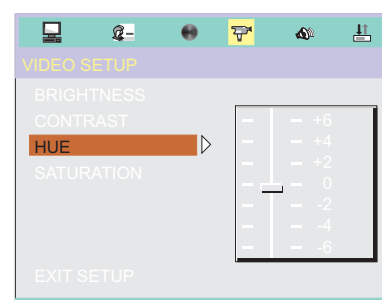 VIDEO SETUP
BRIGHTNESS
CONTRAST
HUE
SATURATION
+6
+4
+2
0
-2
-4
-6
EXIT SETUP